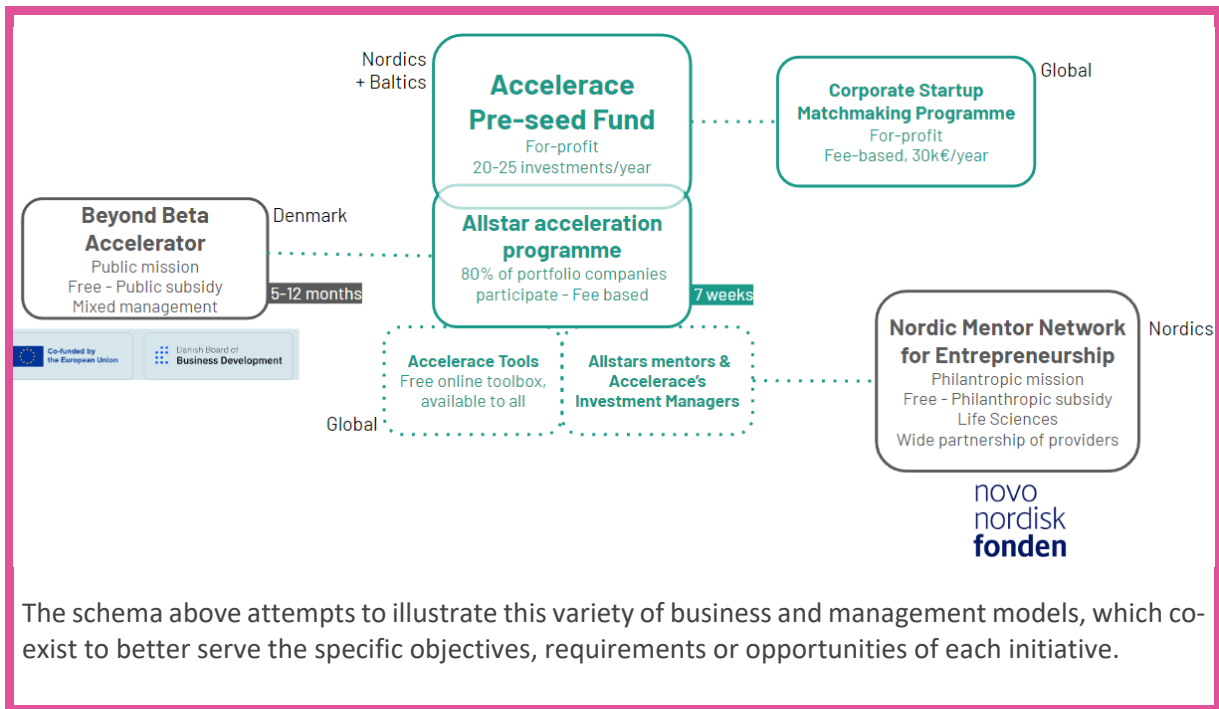 Nordics
+ Baltics
Accelerace
Pre-seed Fund
For-profit
20-25 investments/year
Global
Corporate Startup
Matchmaking Programme
For-profit
Fee-based, 30k€/year
Beyond Beta
Accelerator
Public mission
Free - Public subsidy
Mixed management
Denmark
5-12 months
Allstar acceleration
programme
80% of portfolio companies
participate - Fee based
7 weeks
Co-funded by
the European Union
Danish Board of
Business Development
Accelerace Tools
Free online toolbox,
available to all
Global
Allstars mentors &
Accelerace's
Investment Managers
Nordic Mentor Network
for Entrepreneurship
Philantropic mission
Free - Philanthropic subsidy
Life Sciences
Wide partnership of providers
Nordics
novo
nordisk
fonden
The schema above attempts to illustrate this variety of business and management models, which co-
exist to better serve the specific objectives, requirements or opportunities of each initiative.